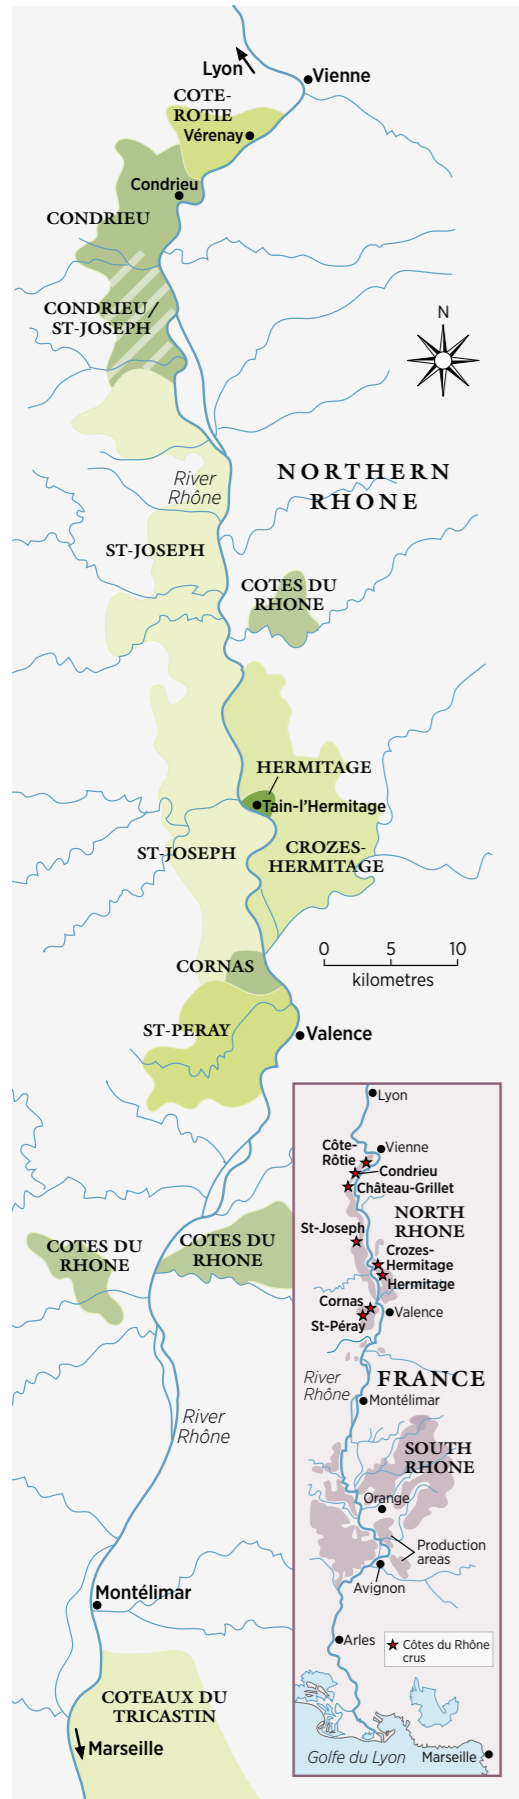 Lyon
Vienne
COTE-
ROTIE
Vérenay
Condrieu
CONDRIEU
CONDRIEU/
ST-JOSEPH
N
River
Rhône
NORTHERN
RHONE
ST-JOSEPH
COTES DU
RHONE
HERMITAGE
Tain-l'Hermitage
ST-JOSEPH
CROZES-
HERMITAGE
CORNAS
0 5 10
kilometres
ST-PERAY
Valence
COTES DU
RHONE
COTES DU
RHONE
River
Rhône
Montélimar
COTEAUX DU
TRICASTIN
Marseille
Lyon
Côte-
Rôtie
Vienne
Condrieu
Château-Grillet
NORTH
RHONE
St-Joseph
Crozes-
Hermitage
Hermitage
Cornas
Valence
St-Péray
River
Rhône
FRANCE
Montélimar
SOUTH
RHONE
Orange
Production
areas
Avignon
Arles
Côtes du Rhône
crus
Golfe du Lyon
Marseille